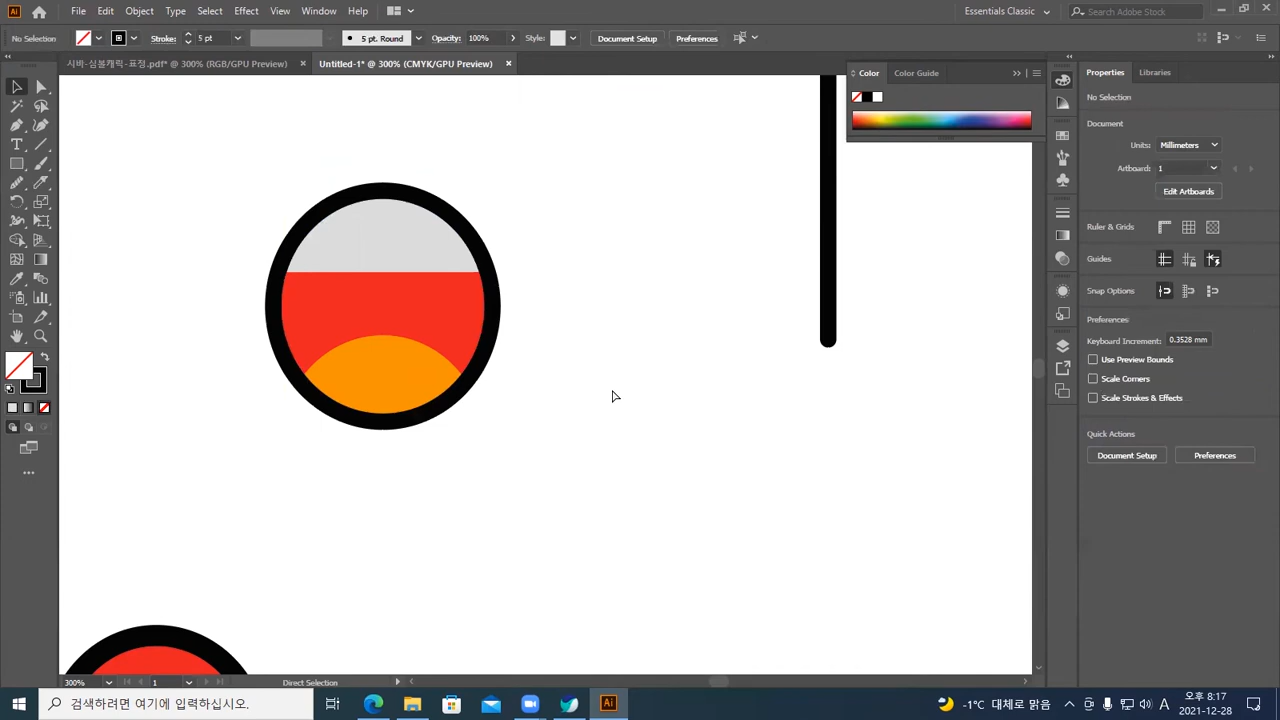 Ai File Edit Object Type Select Effect View Window Help Essentials Classic Search Adobe Stock
No Selection Stroke: 5 pt 5 pt. Round Opacity: 100% Style: Document Setup Preferences
시바-심볼캐릭-표정.pdf* @ 300% (RGB/GPU Preview) × Untitled-1* @ 300% (CMYK/GPU Preview) ×
Color Color Guide
Properties Libraries
No Selection
Document
Units: Millimeters
Artboard: 1
Edit Artboards
Ruler & Grids
Guides
Snap Options
Preferences
Keyboard Increment: 0.3528 mm
Use Preview Bounds
Scale Corners
Scale Strokes & Effects
Quick Actions
Document Setup Preferences
300% 1 Direct Selection
검색하려면 여기에 입력하십시오. Ai -1°C 대체로 맑음 A 오후 8:17
2021-12-28